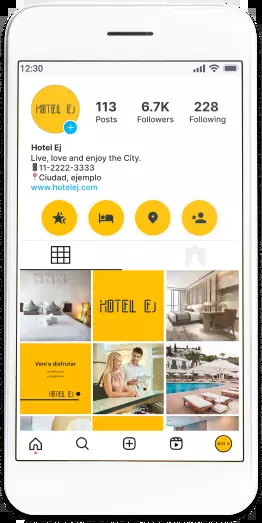 12:30
HOTEL EJ
113
6.7K
228
Posts
Followers
Following
Hotel Ej
Live, love and enjoy the City.
11-2222-3333
Ciudad, ejemplo
www.hotelej.com
HOTEL EJ
Vení a disfrutar
HOTEL EJ
HOTEL EJ